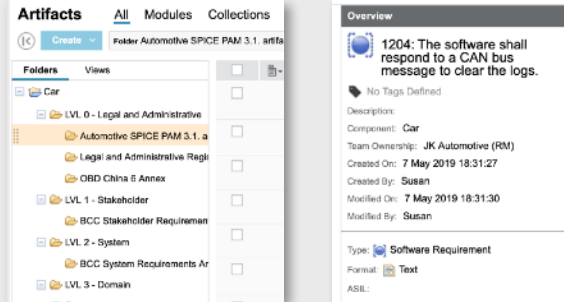 Artifacts All Modules Collections
Create Folder Automotive SPICE PAM 3.1. artifa
Folders Views
Car
LVL 0 - Legal and Administrative
Automotive SPICE PAM 3.1. a
Legal and Administrative Regi
OBD China 6 Annex
LVL 1 - Stakeholder
BCC Stakeholder Requiremen
LVL 2 - System
BCC System Requirements Ar
LVL 3 - Domain
Overview
1204: The software shall
respond to a CAN bus
message to clear the logs.
No Tags Defined
Description:
Component: Car
Team Ownership: JK Automotive (RM)
Created On: 7 May 2019 18:31:27
Created By: Susan
Modified On: 7 May 2019 18:31:30
Modified By: Susan
Type: Software Requirement
Format: Text
ASIL: